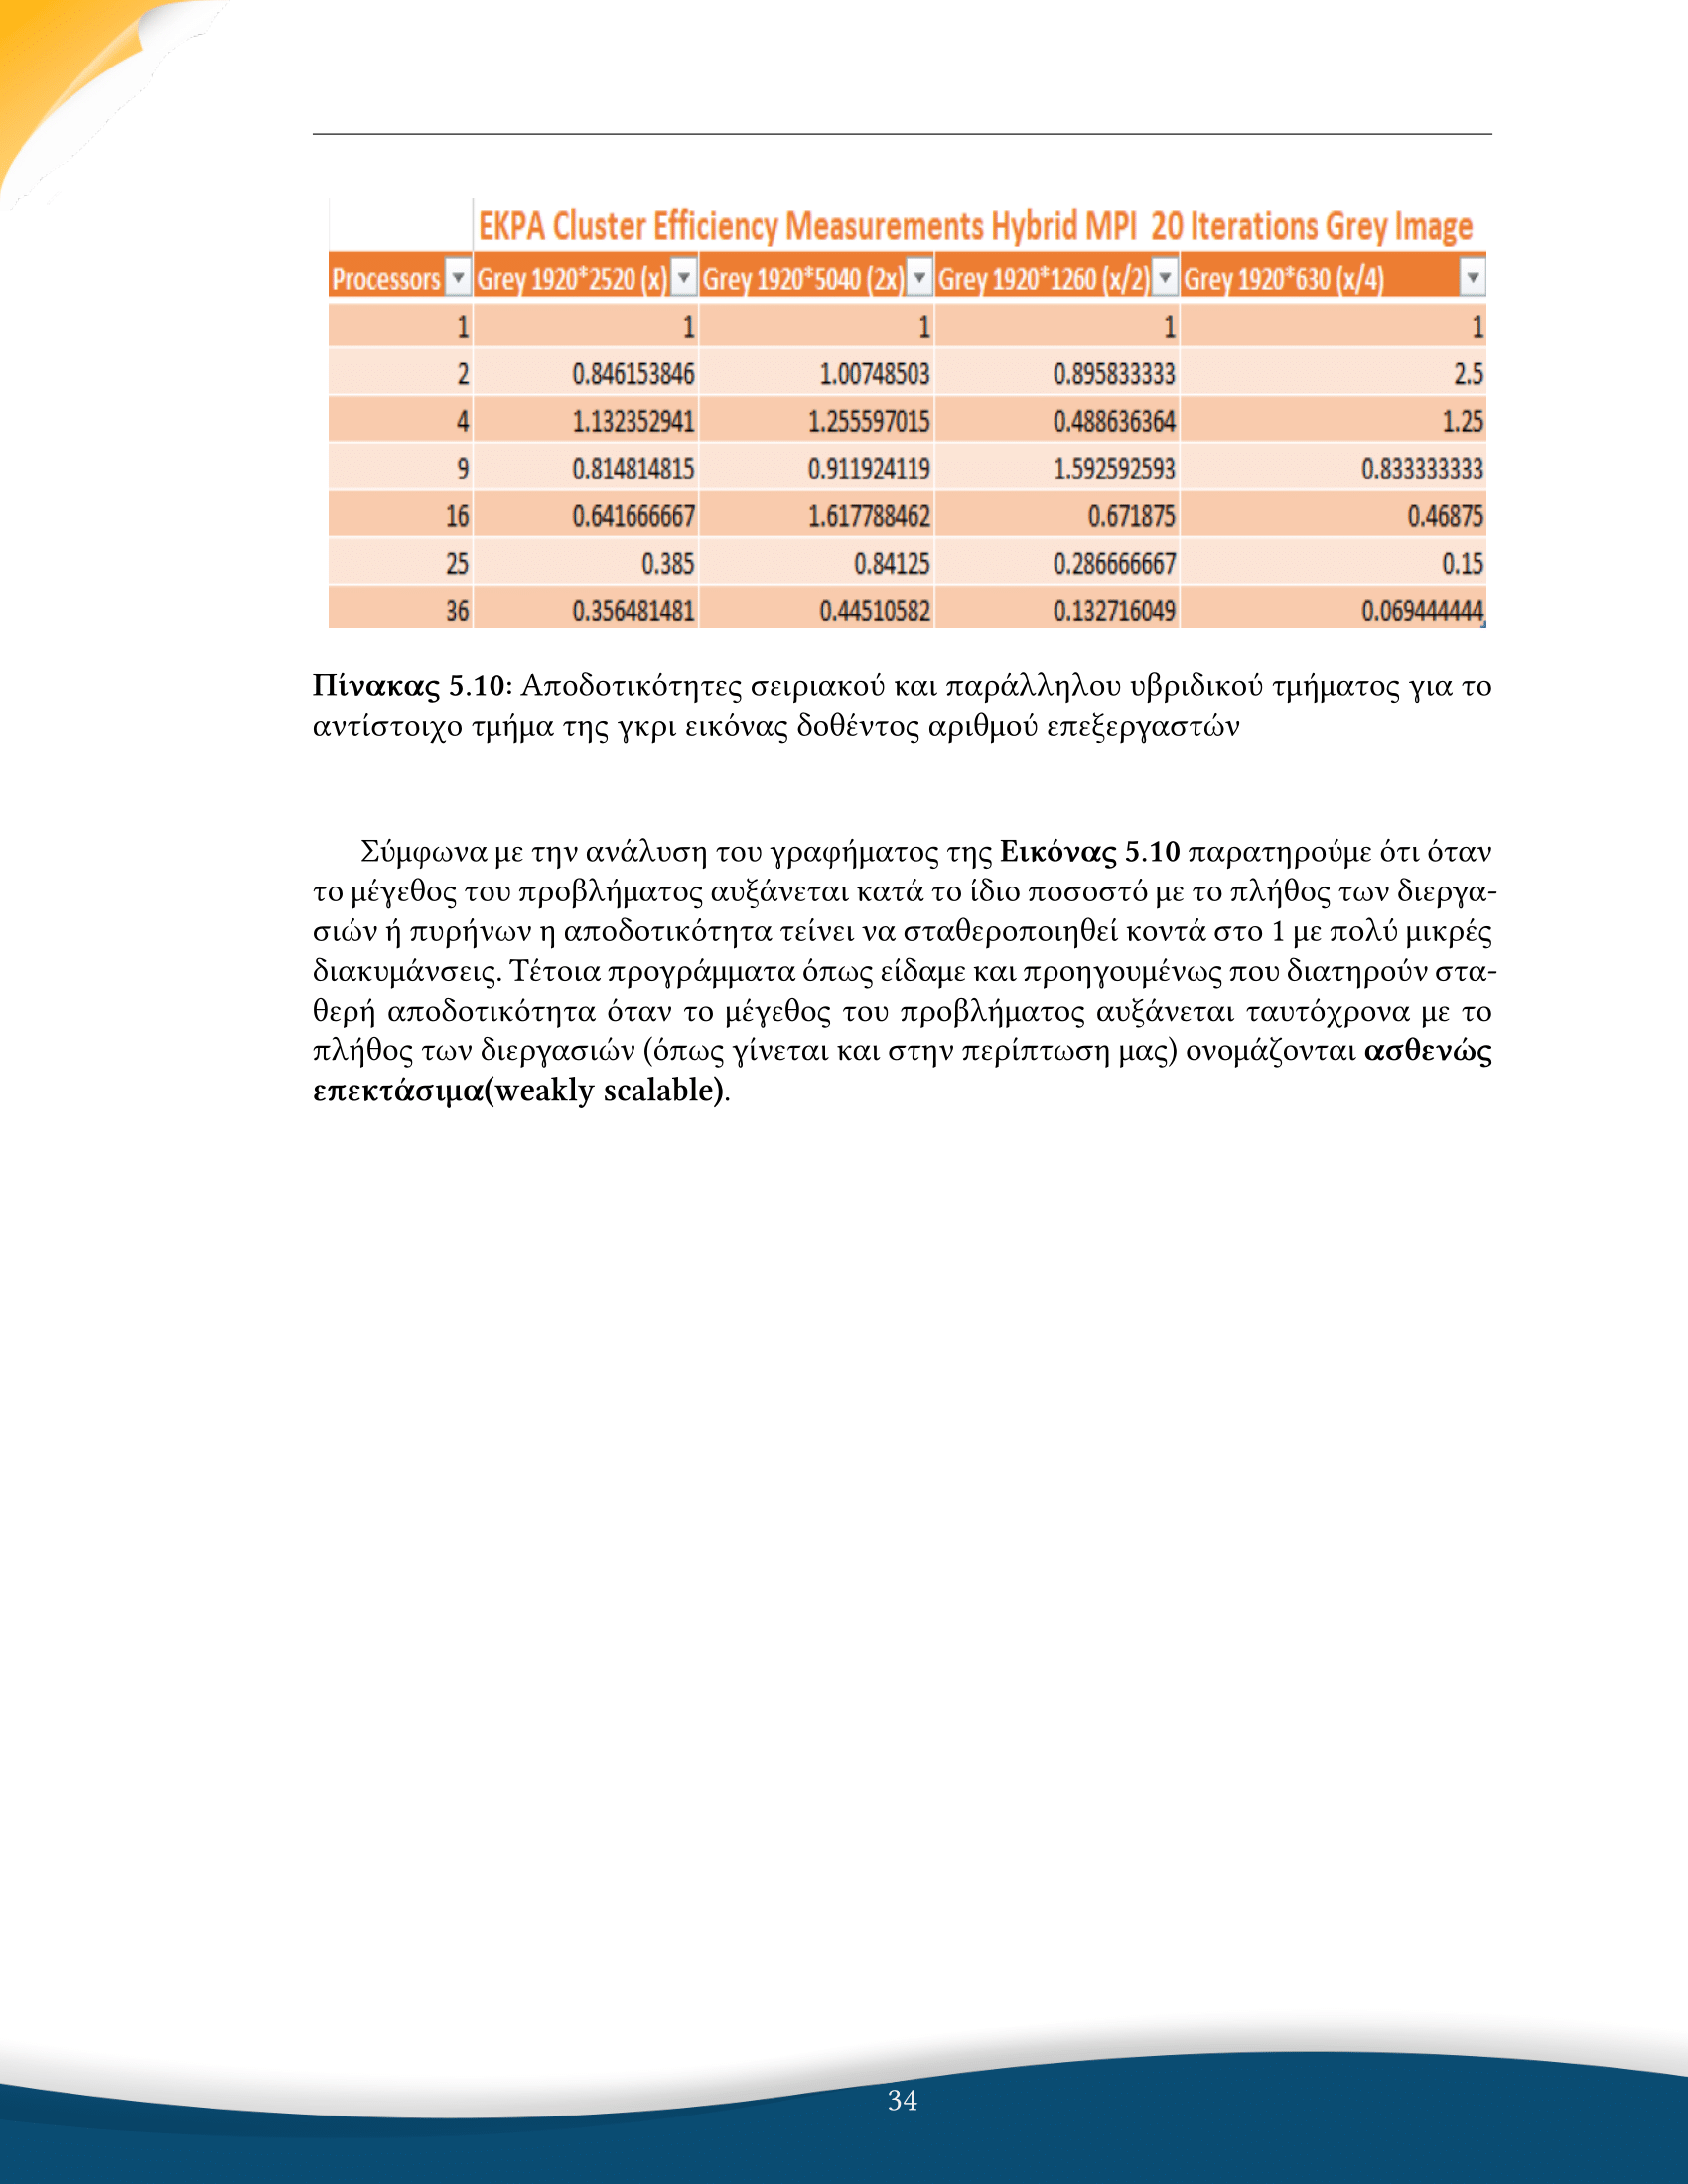 EKPA Cluster Efficiency Measurements Hybrid MPI 20 Iterations Grey Image
Processors Grey 1920*2520 (x) Grey 1920*5040 (2x) Grey 1920*1260 (x/2) Grey 1920*630 (x/4)
1 1 1 1 1
2 0.846153846 1.00748503 0.895833333 2.5
4 1.132352941 1.255597015 0.488636364 1.25
9 0.814814815 0.911924119 1.592592593 0.833333333
16 0.641666667 1.617788462 0.671875 0.46875
25 0.385 0.84125 0.286666667 0.15
36 0.356481481 0.44510582 0.132716049 0.069444444
Πίνακας 5.10: Αποδοτικότητες σειριακού και παράλληλου υβριδικού τμήματος για το
αντίστοιχο τμήμα της γκρι εικόνας δοθέντος αριθμού επεξεργαστών
Σύμφωνα με την ανάλυση του γραφήματος της Εικόνας 5.10 παρατηρούμε ότι όταν
το μέγεθος του προβλήματος αυξάνεται κατά το ίδιο ποσοστό με το πλήθος των διεργα-
σιών ή πυρήνων η αποδοτικότητα τείνει να σταθεροποιηθεί κοντά στο 1 με πολύ μικρές
διακυμάνσεις. Τέτοια προγράμματα όπως είδαμε και προηγουμένως που διατηρούν στα-
θερή αποδοτικότητα όταν το μέγεθος του προβλήματος αυξάνεται ταυτόχρονα με το
πλήθος των διεργασιών (όπως γίνεται και στην περίπτωση μας) ονομάζονται ασθενώς
επεκτάσιμα(weakly scalable).
34